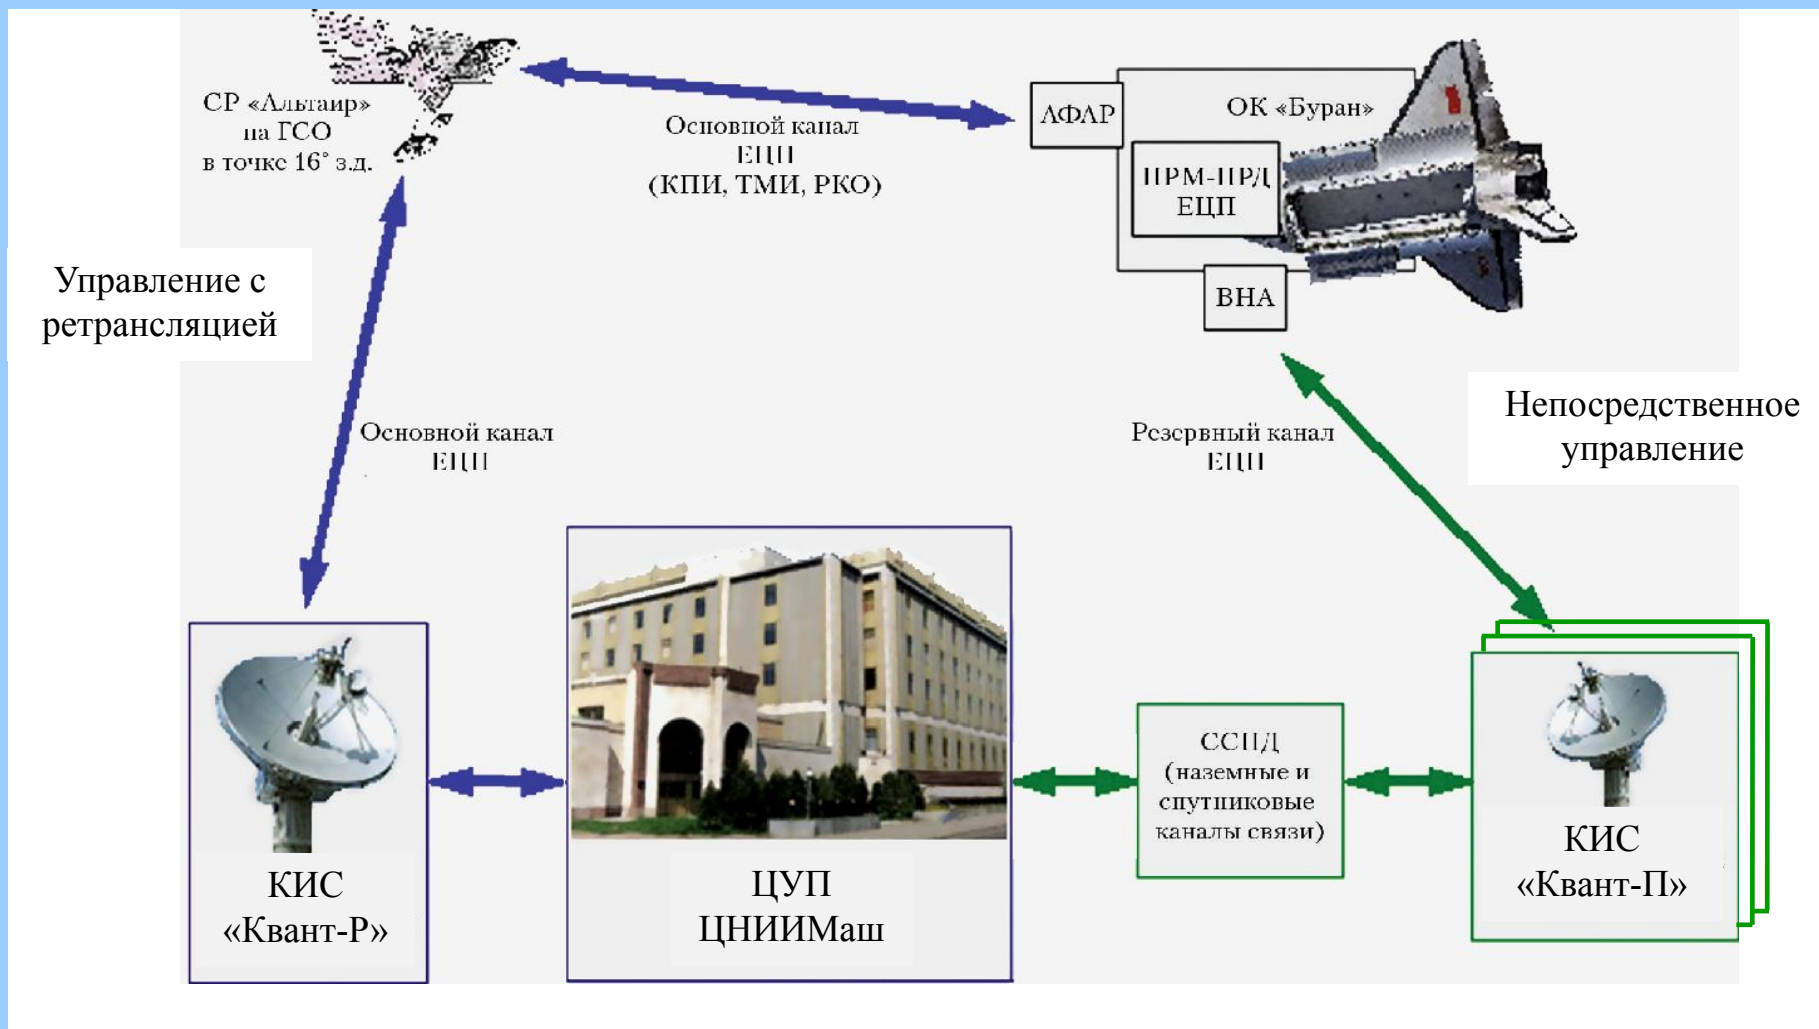 СР «Альтаир»
на ГСО
в точке 16° з.д.
Основной канал
ЕЦП
(КПИ, ТМИ, РКО)
АФАР
ОК «Буран»
ПРМ-ПРД
ЕЦП
ВНА
Управление с
ретрансляцией
Основной канал
ЕЦП
Резервный канал
ЕЦП
Непосредственное
управление
КИС
«Квант-Р»
ЦУП
ЦНИИМаш
ССПД
(наземные и
спутниковые
каналы связи)
КИС
«Квант-П»